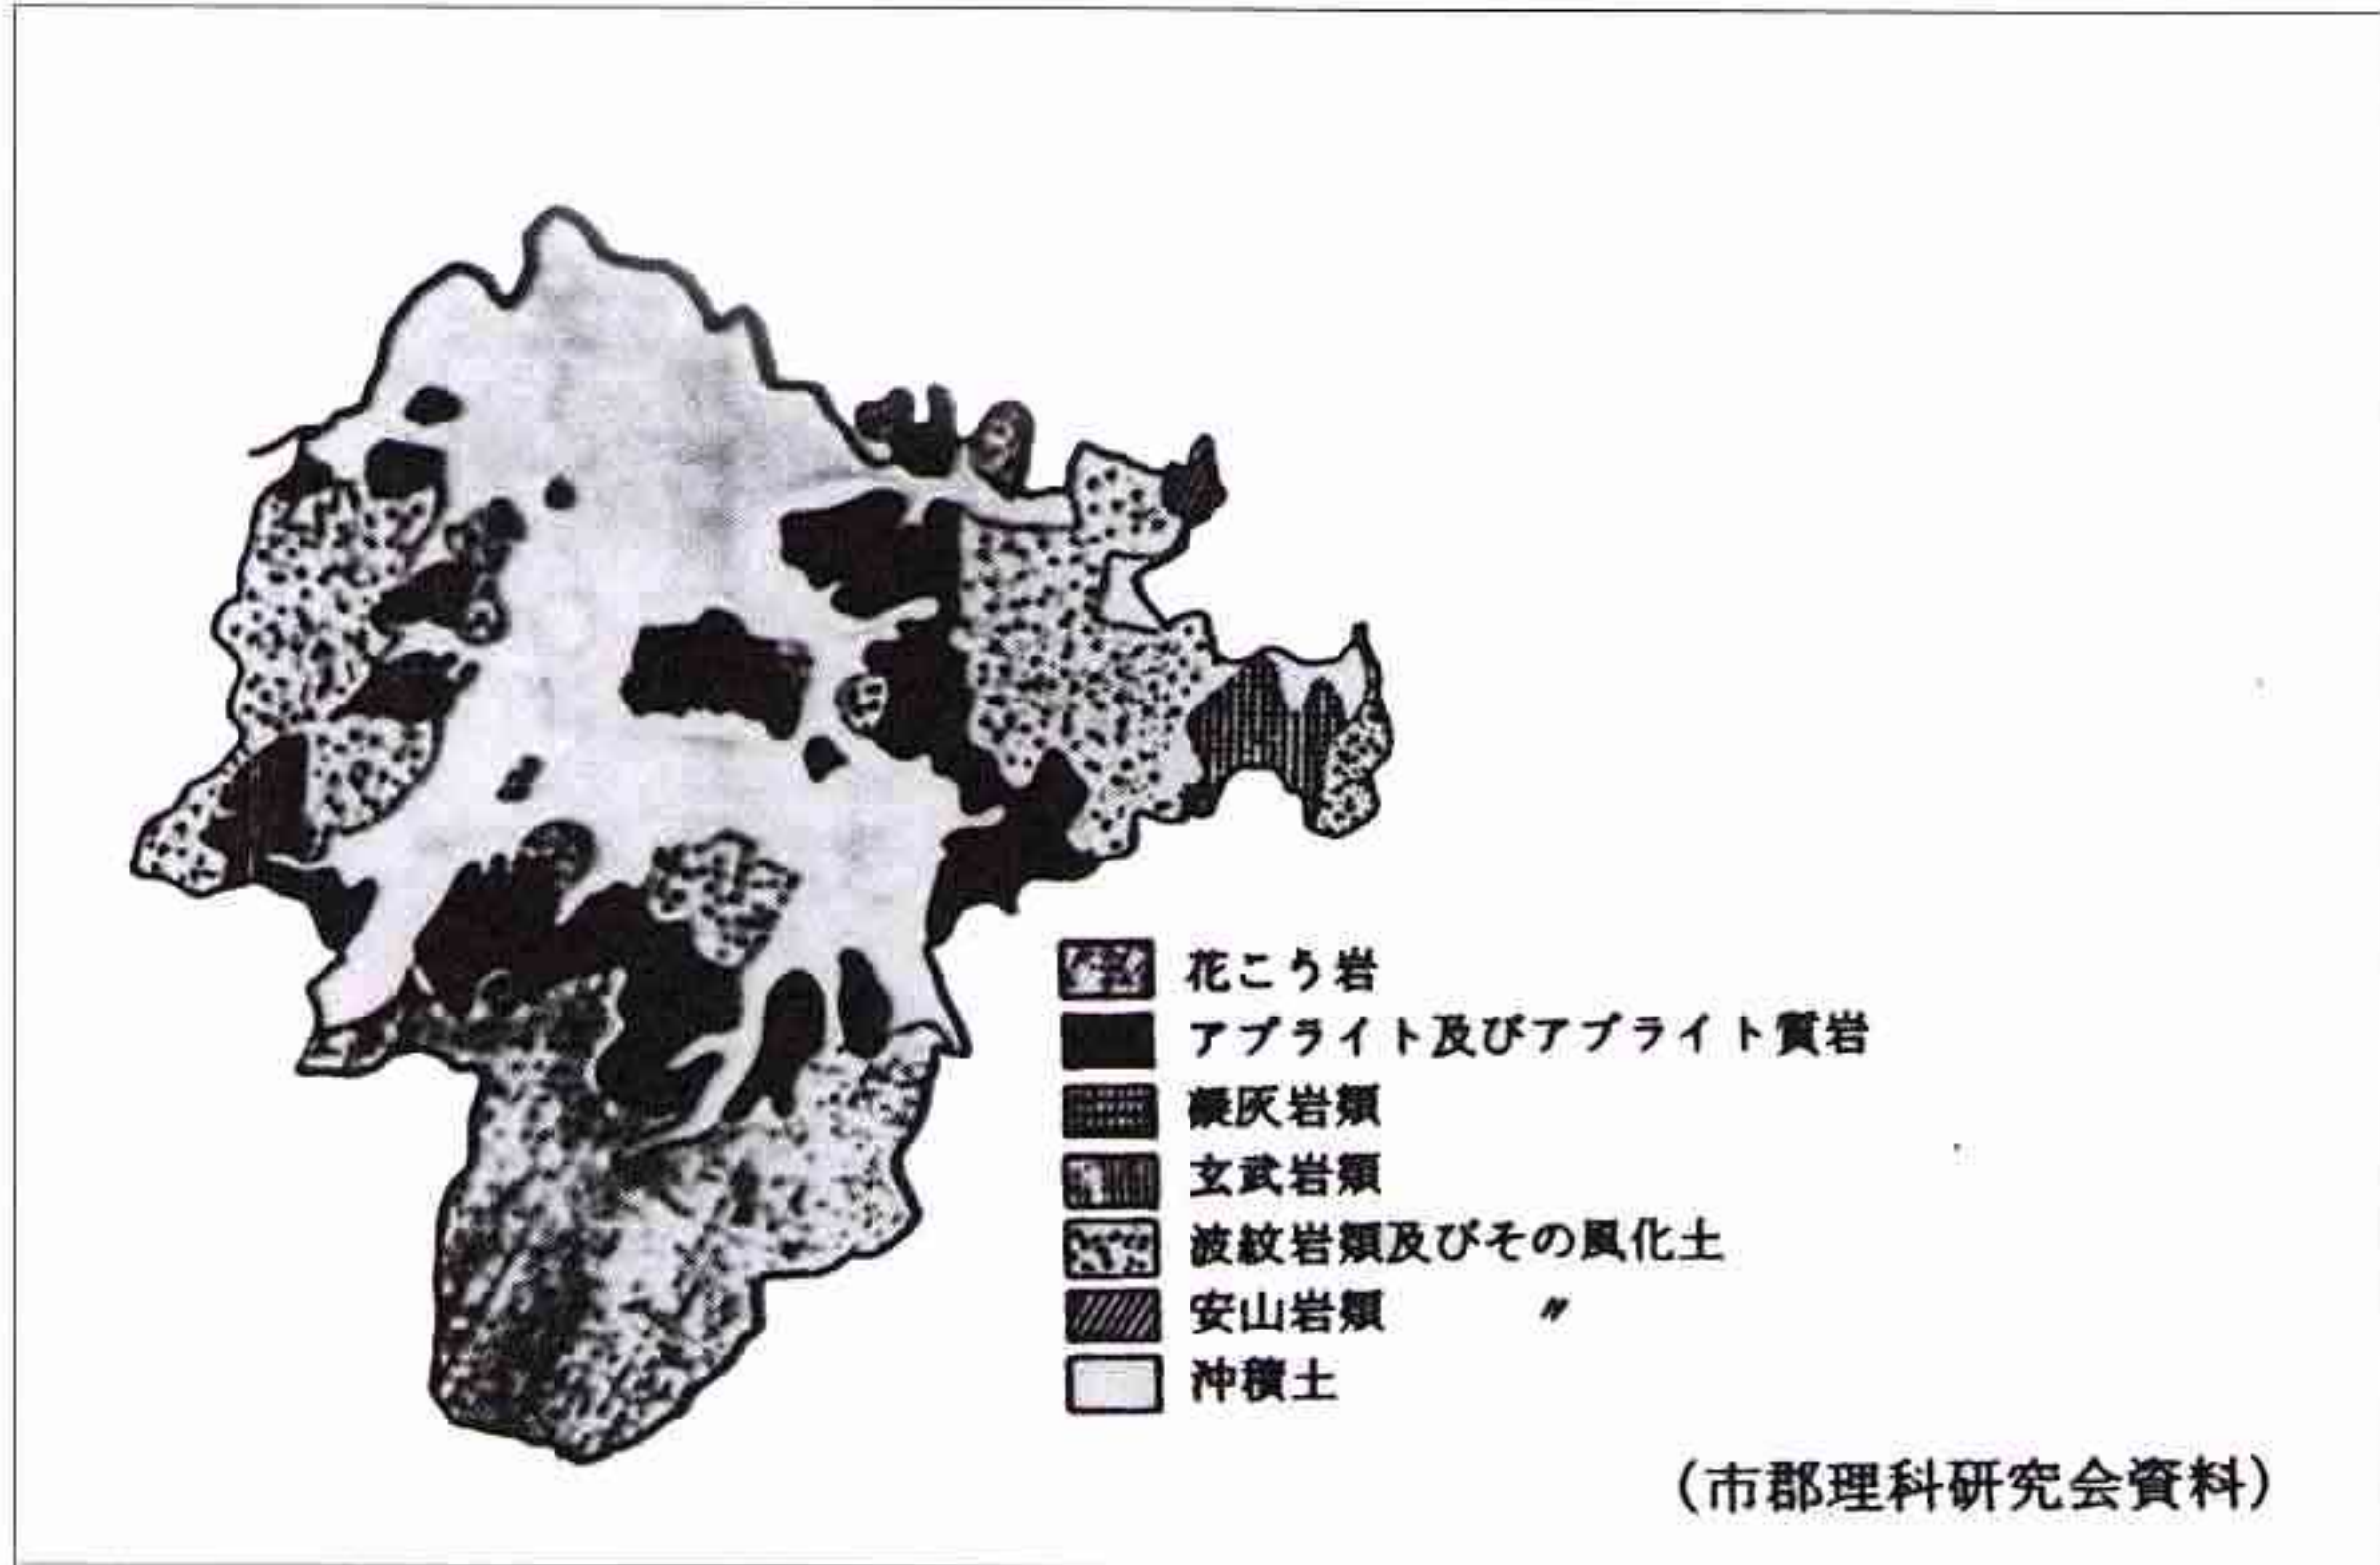 花こう岩
アプライト及びアプライト質岩
凝灰岩類
玄武岩類
波紋岩類及びその風化土
安山岩類 〃
沖積土
(市郡理科研究会資料)